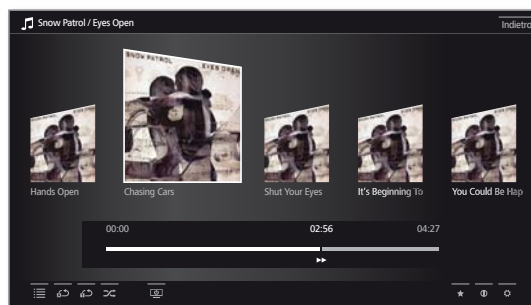 Snow Patrol / Eyes Open
Indietro
SNOW PATROL EYES OPEN
Hands Open
Chasing Cars
Shut Your Eyes
It's Beginning To
You Could Be Hap
00:00 02:56 04:27